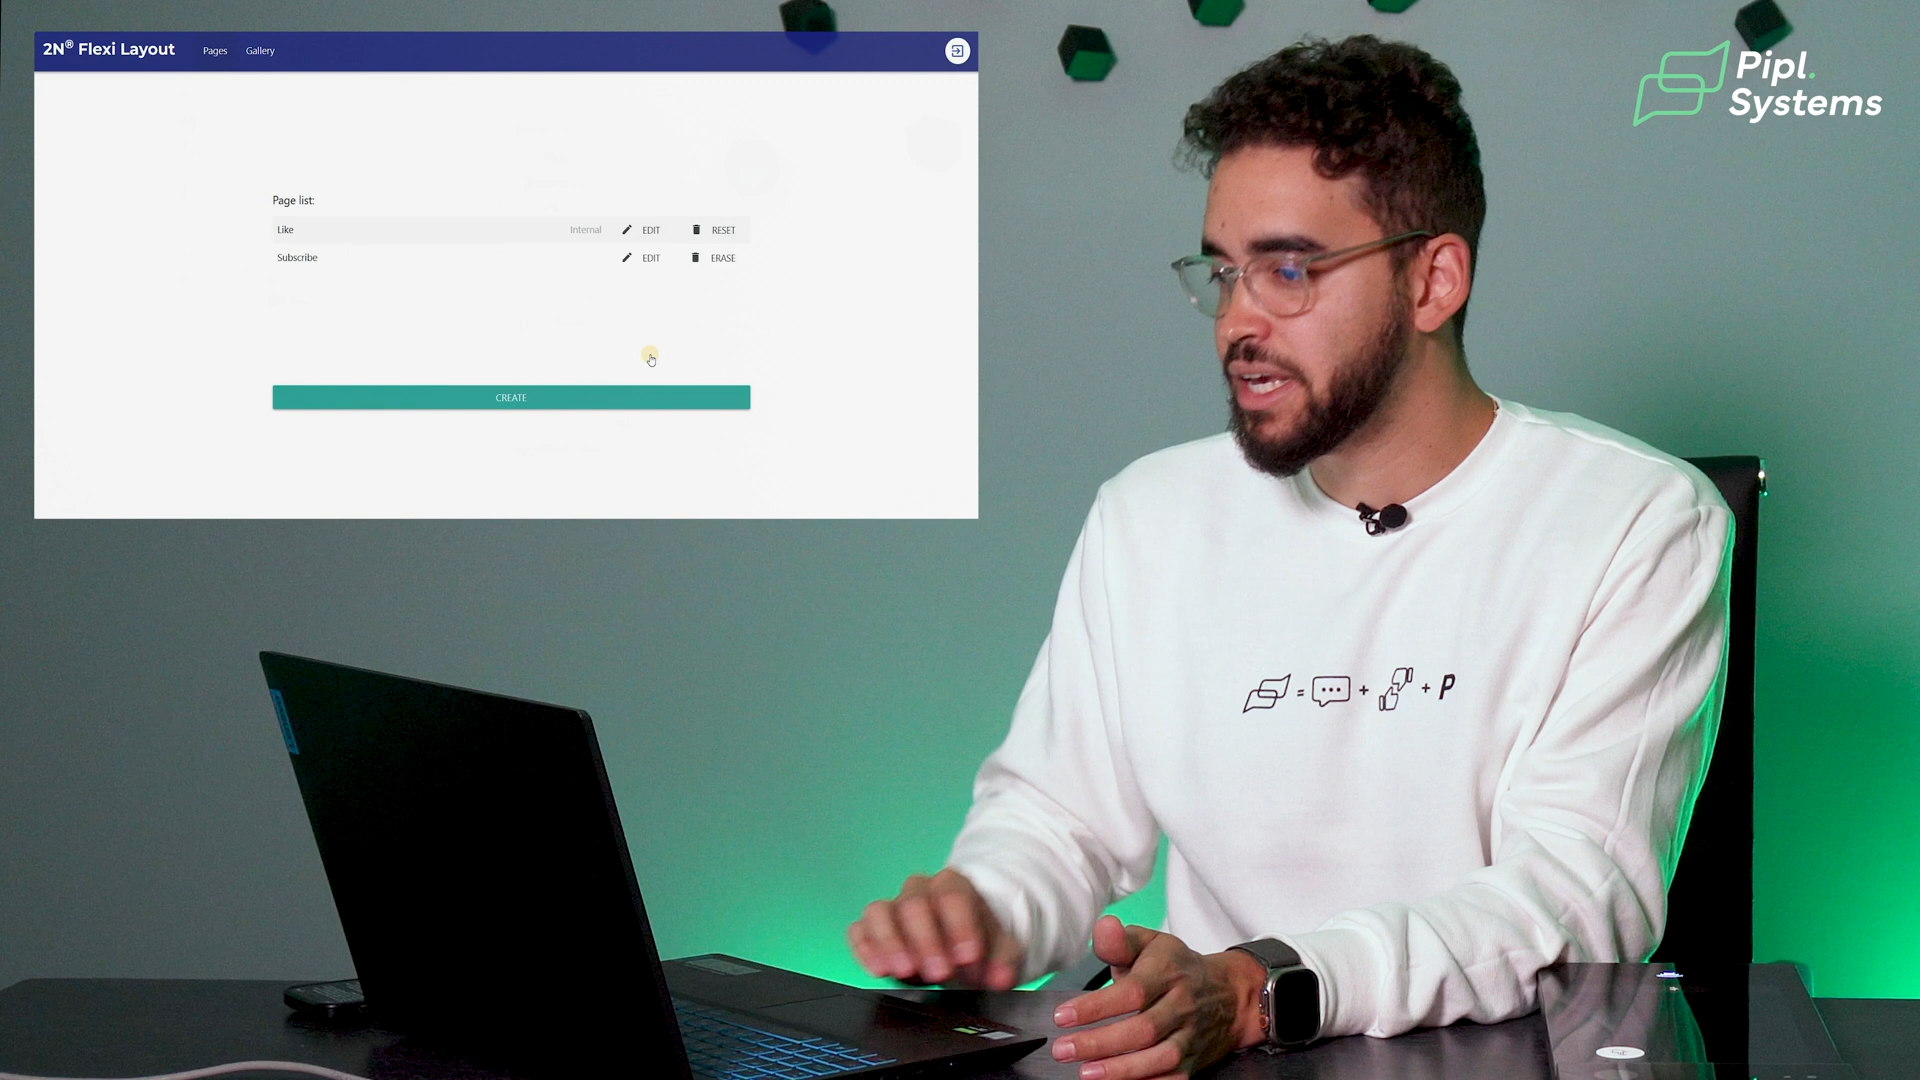 2N® Flexi Layout Pages Gallery
Page list:
Like Internal EDIT RESET
Subscribe EDIT ERASE
CREATE
Pipl.
Systems
= + + P